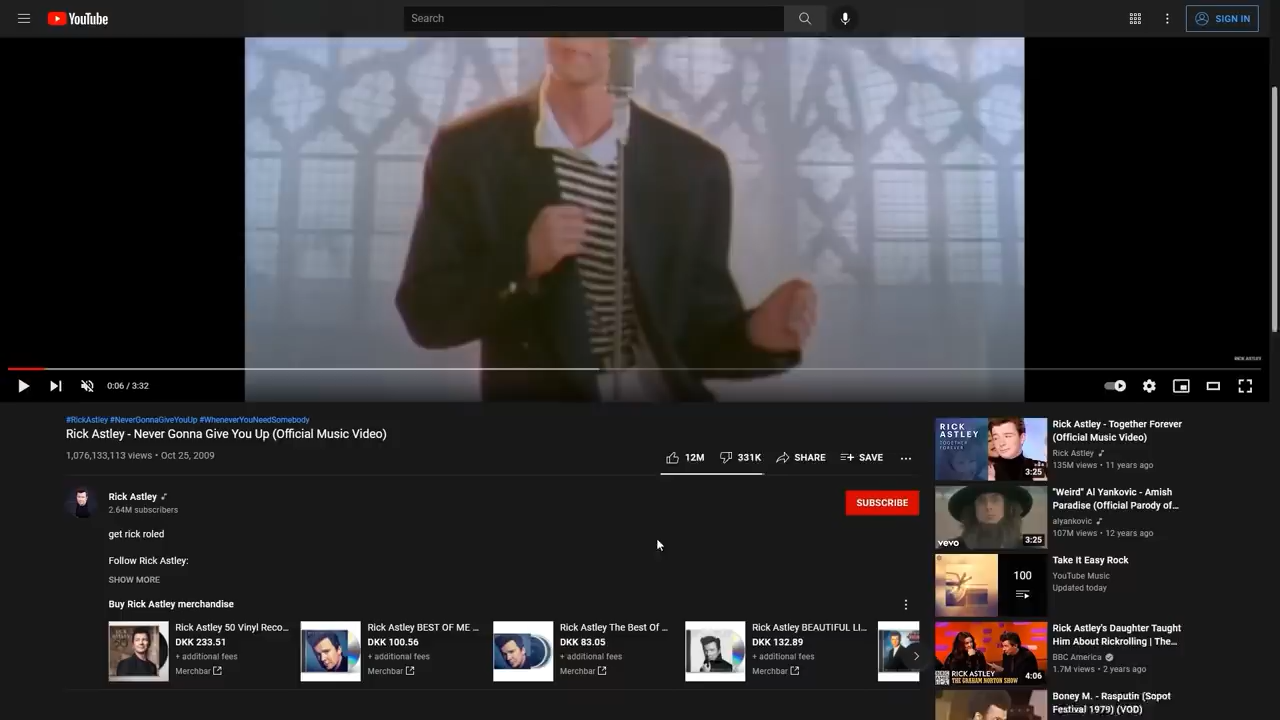 YouTube
Search
SIGN IN
RICK ASTLEY
0:06 / 3:32
#RickAstley #NeverGonnaGiveYouUp #WheneverYouNeedSomebody
Rick Astley - Never Gonna Give You Up (Official Music Video)
1,076,133,113 views • Oct 25, 2009
12M
331K
SHARE
SAVE
Rick Astley
2.64M subscribers
SUBSCRIBE
get rick roled
Follow Rick Astley:
SHOW MORE
Buy Rick Astley merchandise
Rick Astley 50 Vinyl Reco...
DKK 233.51
+ additional fees
Merchbar
Rick Astley BEST OF ME ...
DKK 100.56
+ additional fees
Merchbar
Rick Astley The Best Of ...
DKK 83.05
+ additional fees
Merchbar
Rick Astley BEAUTIFUL LI...
DKK 132.89
+ additional fees
Merchbar
RICK
ASTLEY
TOGETHER
FOREVER
3:25
Rick Astley - Together Forever
(Official Music Video)
Rick Astley
135M views • 11 years ago
vevo
3:25
"Weird" Al Yankovic - Amish
Paradise (Official Parody of...
alyankovic
107M views • 12 years ago
100
Take It Easy Rock
YouTube Music
Updated today
RICK ASTLEY
THE GRAHAM NORTON SHOW
4:06
Rick Astley's Daughter Taught
Him About Rickrolling | The...
BBC America
1.7M views • 2 years ago
Boney M. - Rasputin (Sopot
Festival 1979) (VOD)